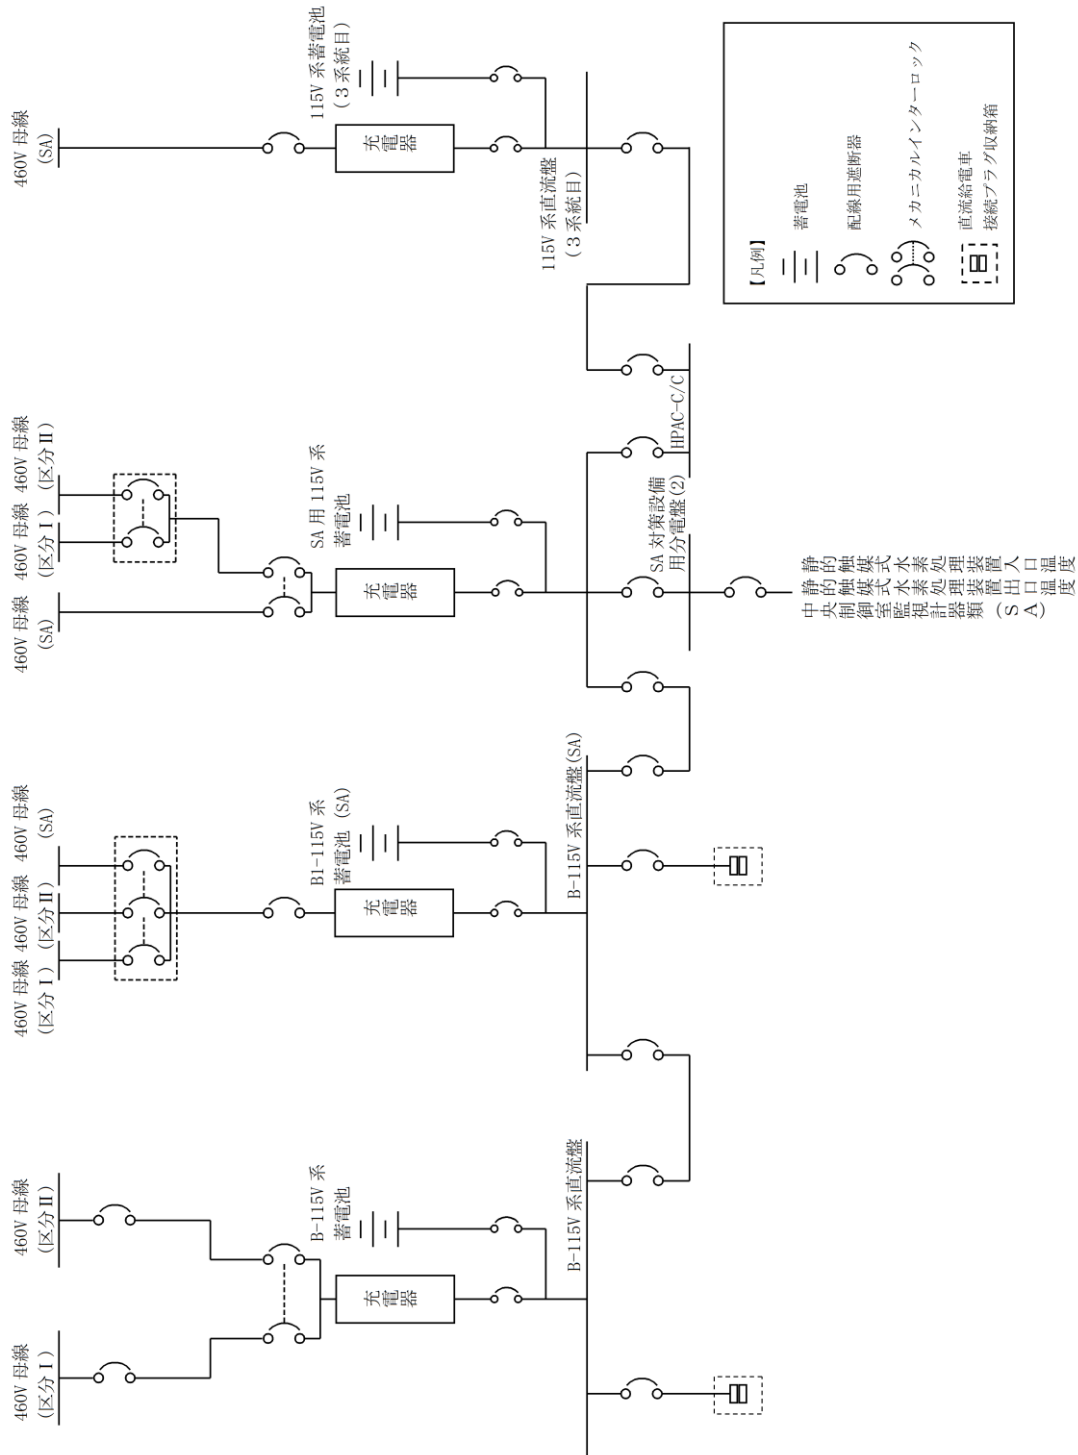 460V 母線
(区分Ⅰ)
460V 母線
(区分Ⅱ)
B-115V 系
蓄電池
充電器
B-115V 系直流盤
460V 母線
(区分Ⅰ)
460V 母線
(区分Ⅱ)
460V 母線
(SA)
B1-115V 系
蓄電池(SA)
充電器
B-115V 系直流盤(SA)
460V 母線
(SA)
460V 母線
(区分Ⅰ)
460V 母線
(区分Ⅱ)
SA 用 115V 系
蓄電池
充電器
SA 対策設備
用分電盤(2)
HPAC-C/C
静的触媒式水素処理装置入口温度
静的触媒式水素処理装置出口温度
中央制御室監視計器類(SA)
460V 母線
(SA)
115V 系蓄電池
(3系統目)
充電器
115V 系直流盤
(3系統目)
【凡例】
蓄電池
配線用遮断器
メカニカルインターロック
直流給電車
接続プラグ収納箱